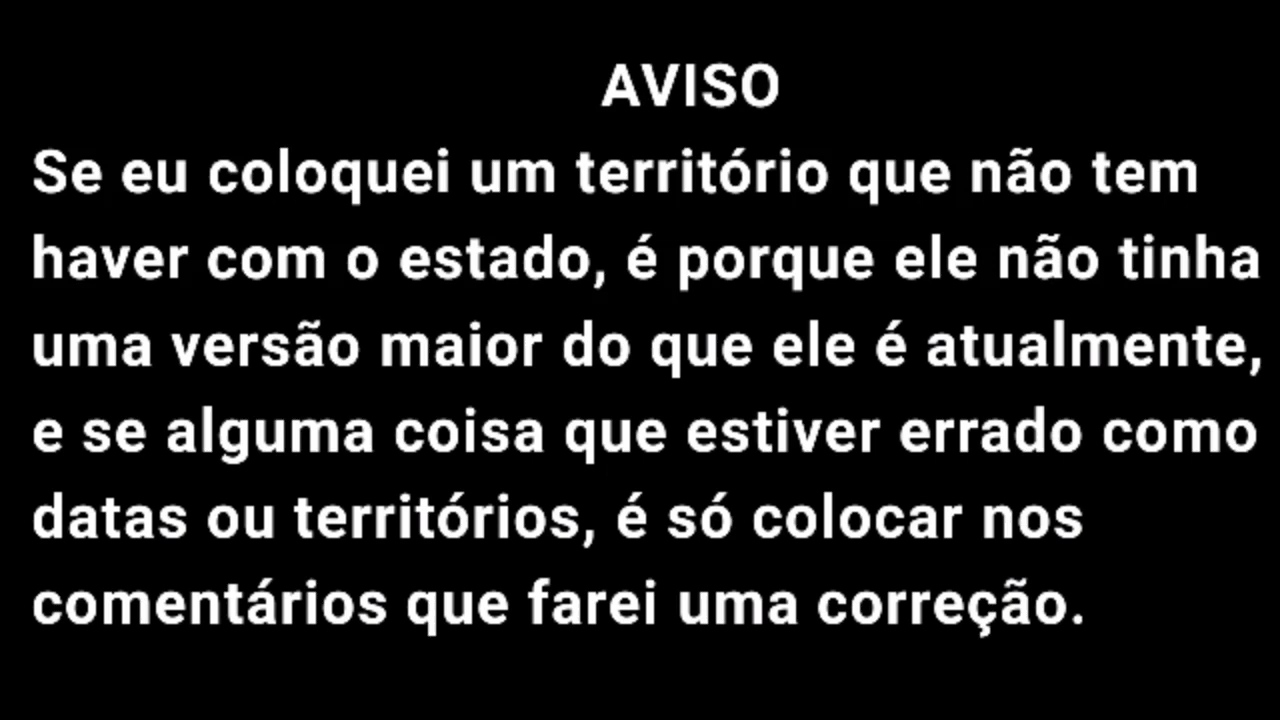 AVISO
Se eu coloquei um território que não tem
haver com o estado, é porque ele não tinha
uma versão maior do que ele é atualmente,
e se alguma coisa que estiver errado como
datas ou territórios, é só colocar nos
comentários que farei uma correção.